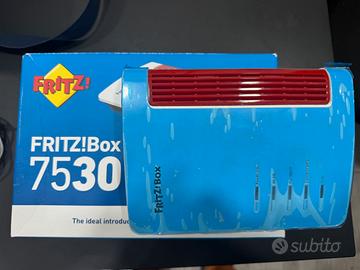 FRITZ!
FRITZ!Box
7530
The ideal introduc
FRITZ!Box
subito